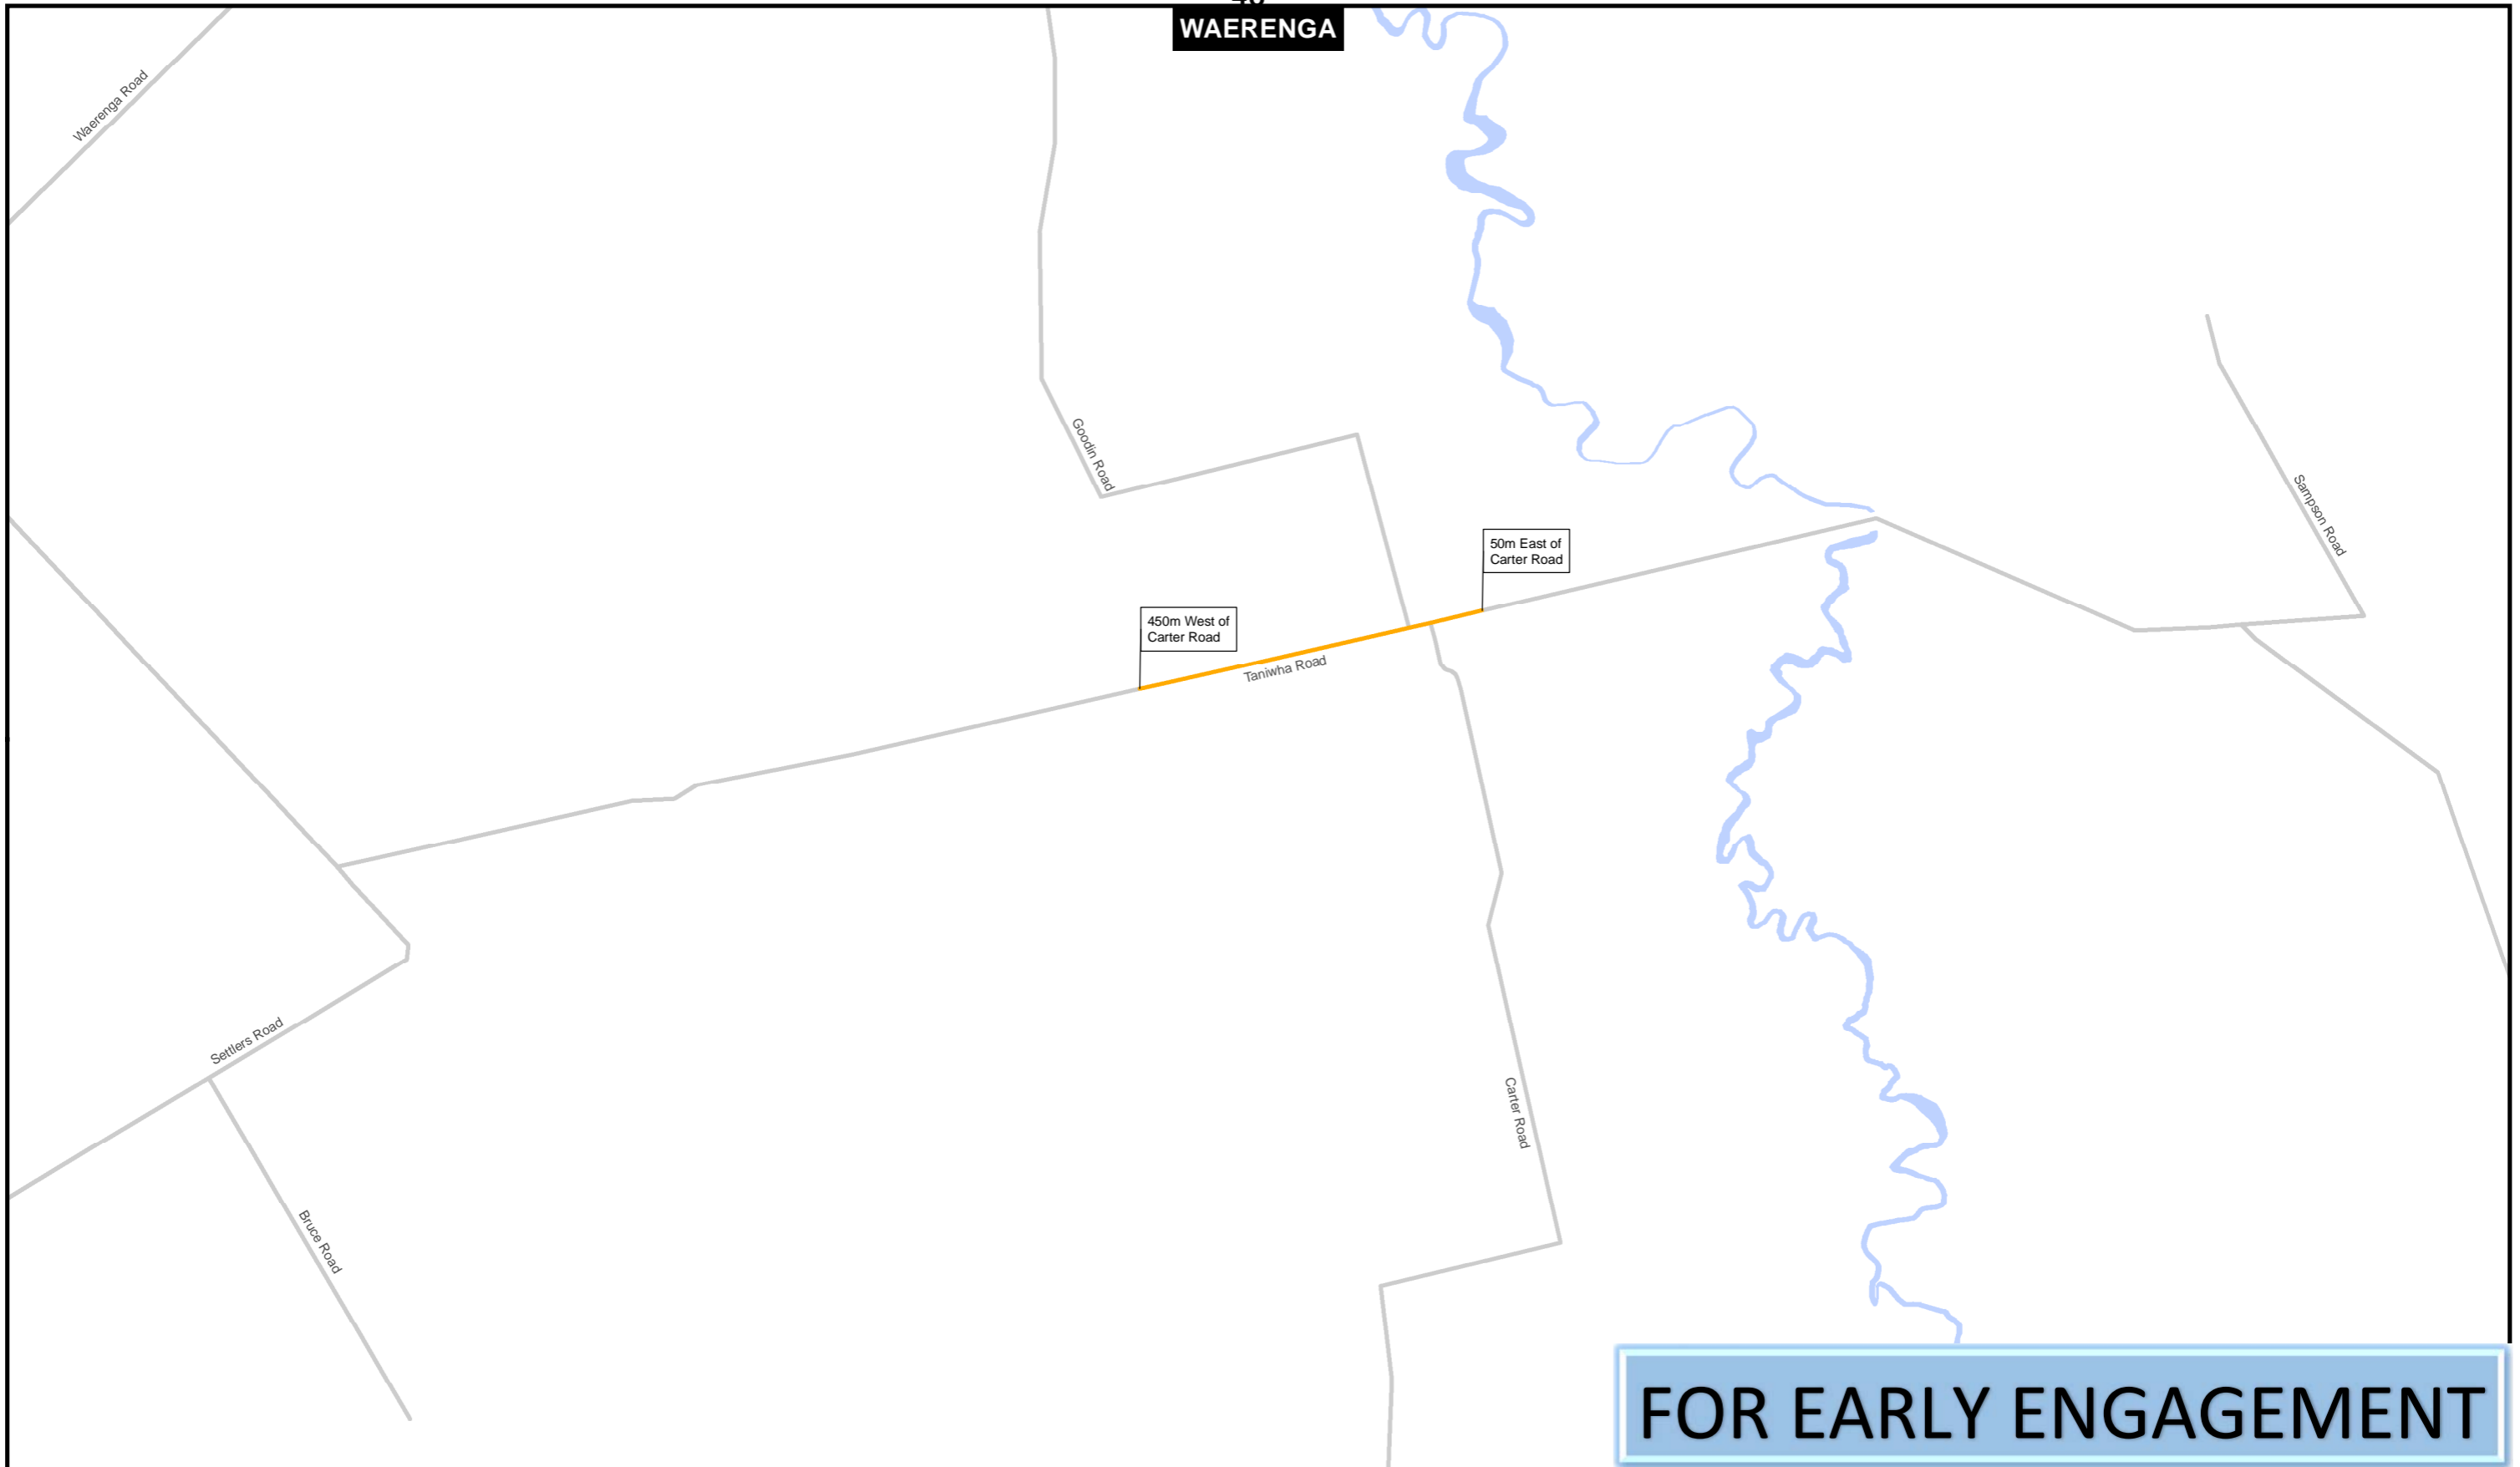 WAERENGA
Waerenga Road
Goodin Road
Sampson Road
50m East of
Carter Road
450m West of
Carter Road
Taniwha Road
Settlers Road
Carter Road
Bruce Road
FOR EARLY ENGAGEMENT